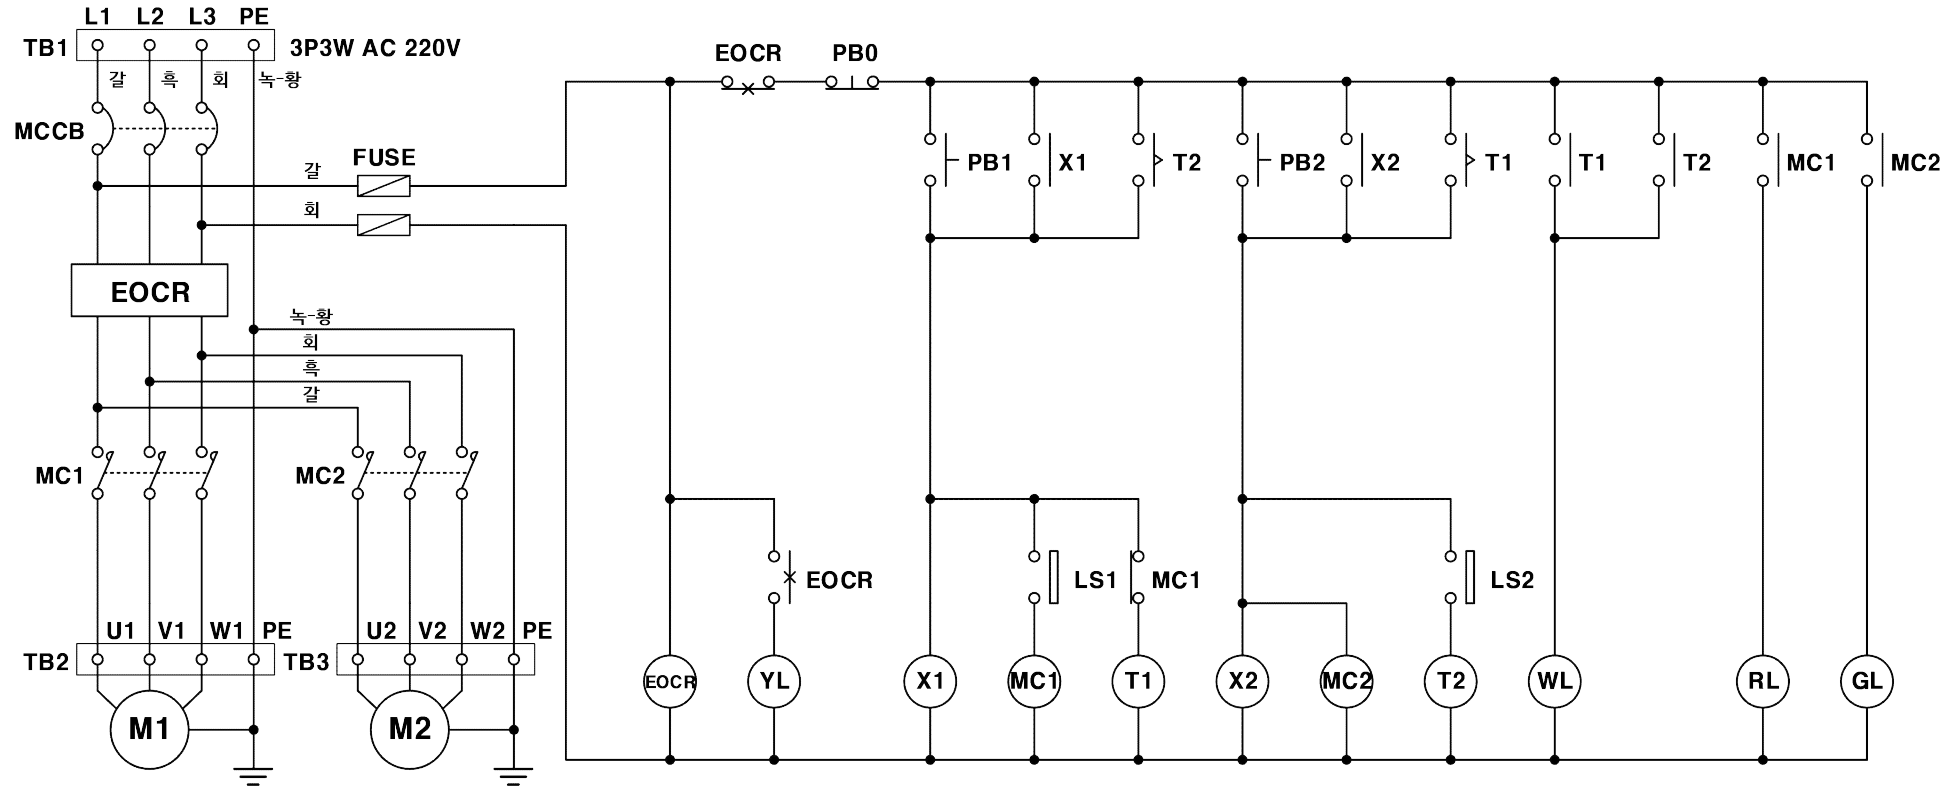 L1 L2 L3 PE
TB1 3P3W AC 220V
갈 흑 회 녹-황
EOCR PB0
MCCB
FUSE
갈
회
PB1 X1 T2 PB2 X2 T1 T1 T2 MC1 MC2
EOCR
녹-황
회
흑
갈
MC1 MC2
EOCR LS1 MC1 LS2
U1 V1 W1 PE U2 V2 W2 PE
TB2 TB3
EOCR YL X1 MC1 T1 X2 MC2 T2 WL RL GL
M1 M2